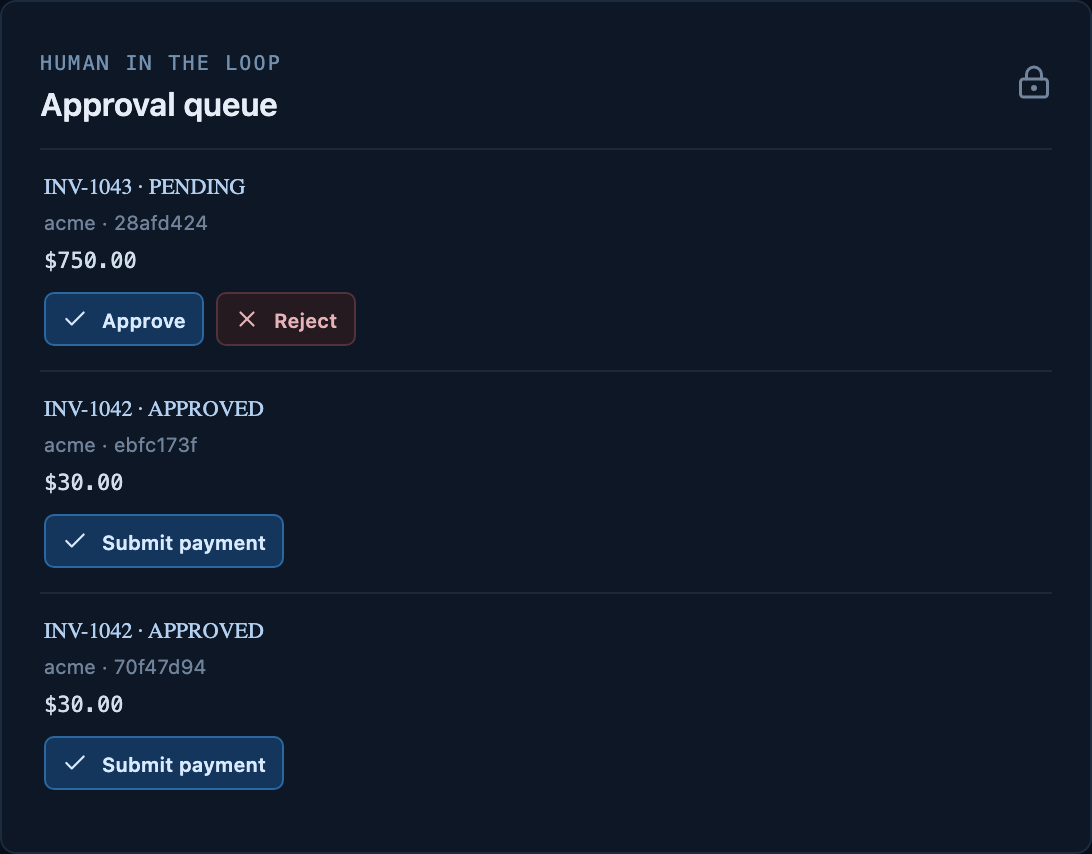 HUMAN IN THE LOOP
Approval queue
INV-1043 · PENDING
acme · 28afd424
$750.00
Approve
Reject
INV-1042 · APPROVED
acme · ebfc173f
$30.00
Submit payment
INV-1042 · APPROVED
acme · 70f47d94
$30.00
Submit payment